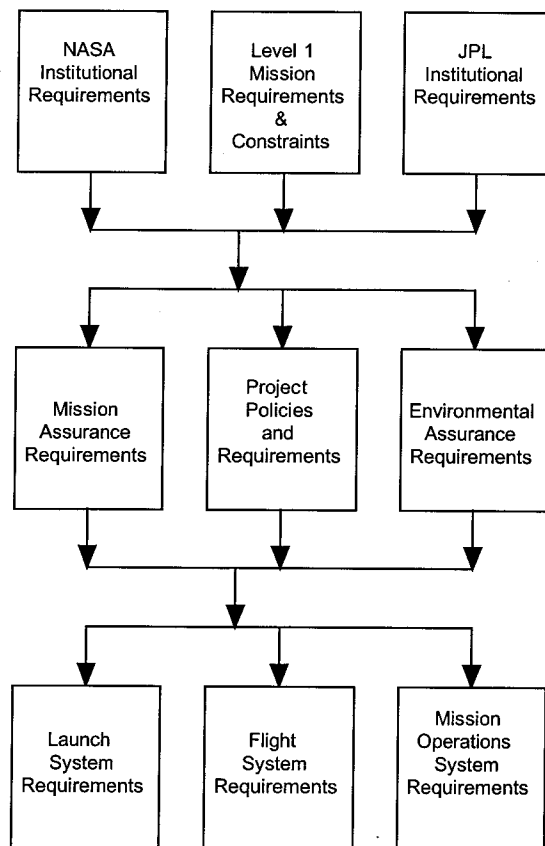 NASA
Institutional
Requirements
Level 1
Mission
Requirements
&
Constraints
JPL
Institutional
Requirements
Mission
Assurance
Requirements
Project
Policies
and
Requirements
Environmental
Assurance
Requirements
Launch
System
Requirements
Flight
System
Requirements
Mission
Operations
System
Requirements